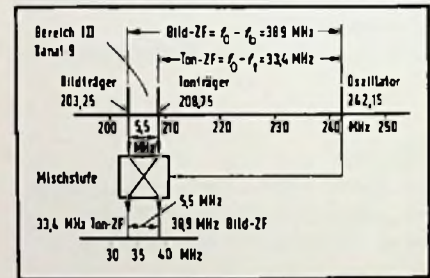 Bereich III
Kanal 9
Bild-ZF = f₀ - f_b = 38,9 MHz
Ton-ZF = f₀ - f_t = 33,4 MHz
Bildträger
203,25
Tonträger
208,75
Oszillator
242,15
200
210
220
230
240
MHz
250
5,5
MHz
Mischstufe
5,5 MHz
33,4 MHz Ton-ZF
38,9 MHz Bild-ZF
30 35 40 MHz